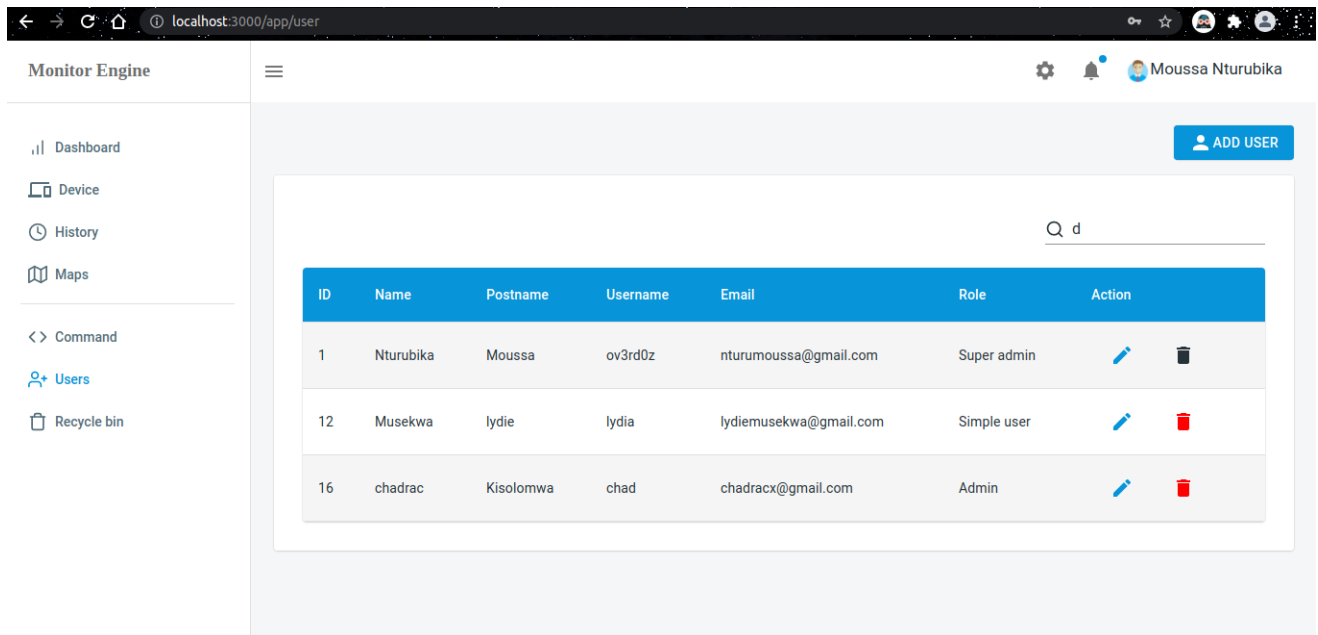 localhost:3000/app/user
Monitor Engine
Moussa Nturubika
Dashboard
Device
History
Maps
Command
Users
Recycle bin
ADD USER
d
ID Name Postname Username Email Role Action
1 Nturubika Moussa ov3rd0z nturumoussa@gmail.com Super admin
12 Musekwa lydie lydia lydiemusekwa@gmail.com Simple user
16 chadrac Kisolomwa chad chadracx@gmail.com Admin